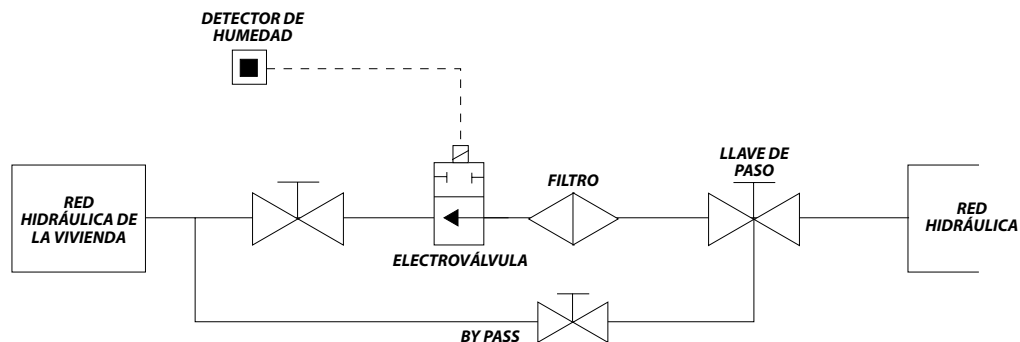 DETECTOR DE
HUMEDAD
LLAVE DE
PASO
FILTRO
RED
HIDRÁULICA DE
LA VIVIENDA
RED
HIDRÁULICA
ELECTROVÁLVULA
BY PASS